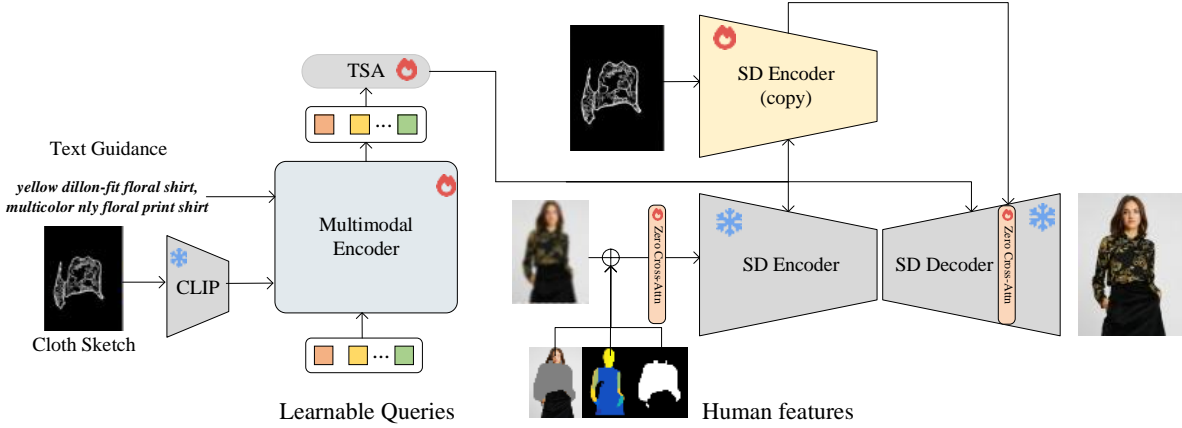 TSA
...
Text Guidance
yellow dillon-fit floral shirt,
multicolor nly floral print shirt
Multimodal
Encoder
CLIP
Cloth Sketch
...
Learnable Queries
SD Encoder
(copy)
Zero Cross-Attn
SD Encoder
SD Decoder
Zero Cross-Attn
Human features